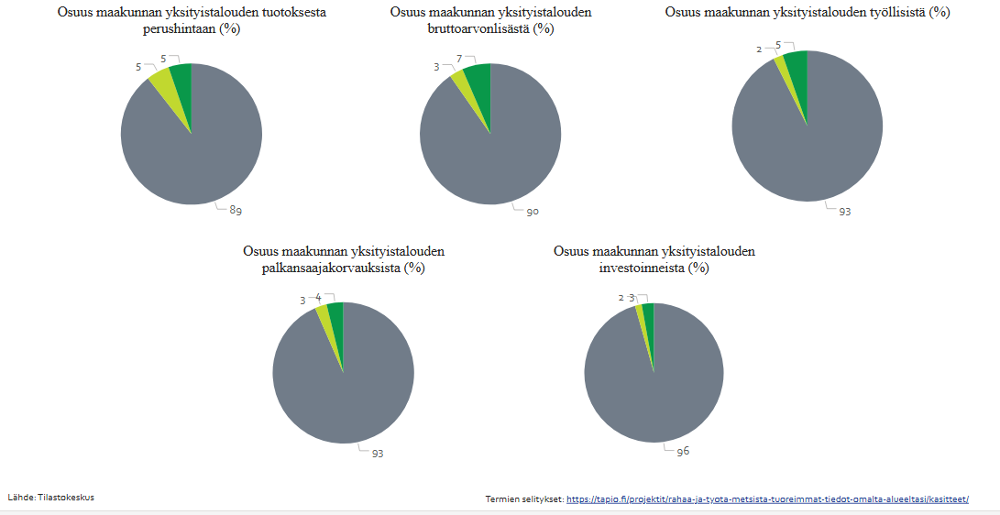 Osuus maakunnan yksityistalouden tuotoksesta
perushintaan (%)
5
5
89
Osuus maakunnan yksityistalouden
bruttoarvonlisästä (%)
3
7
90
Osuus maakunnan yksityistalouden työllisistä (%)
2
5
93
Osuus maakunnan yksityistalouden
palkansaajakorvauksista (%)
3
4
93
Osuus maakunnan yksityistalouden
investoinneista (%)
2
3
96
Lähde: Tilastokeskus
Termien selitykset: https://tapio.fi/projektit/rahaa-ja-tyota-metsista-tuoreimmat-tiedot-omalta-alueeltasi/kasitteet/